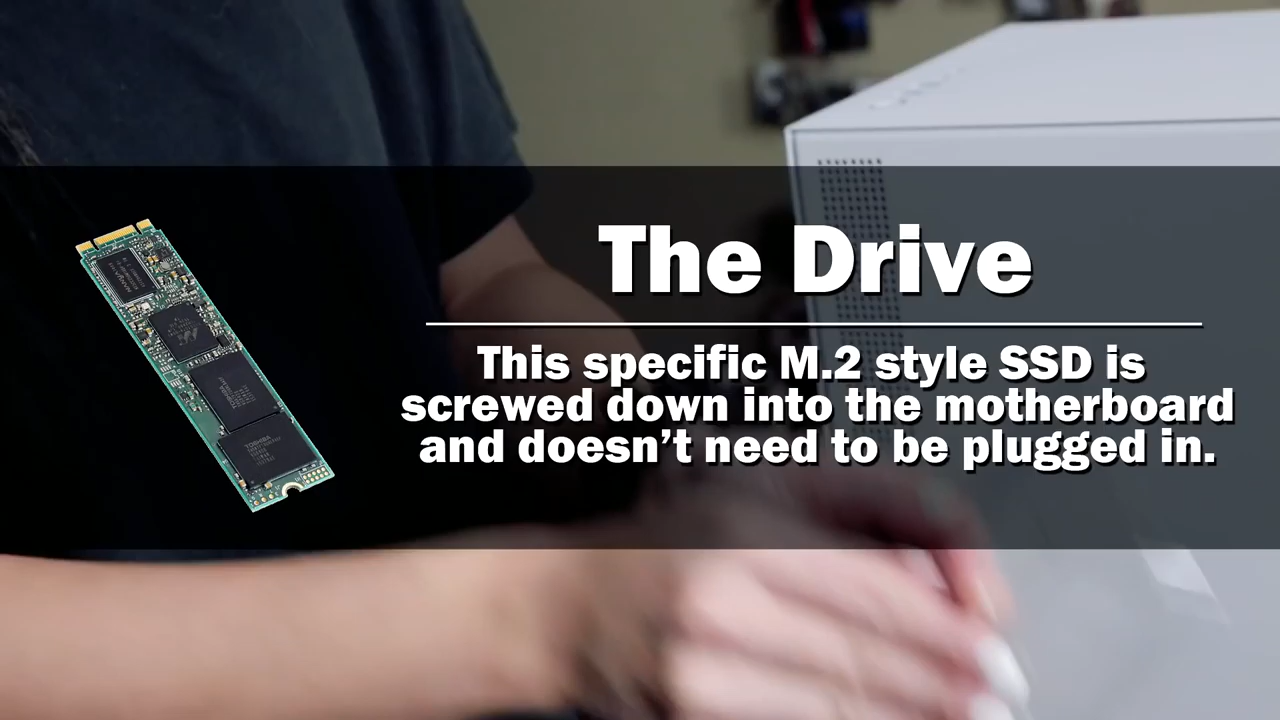 The Drive
This specific M.2 style SSD is
screwed down into the motherboard
and doesn’t need to be plugged in.